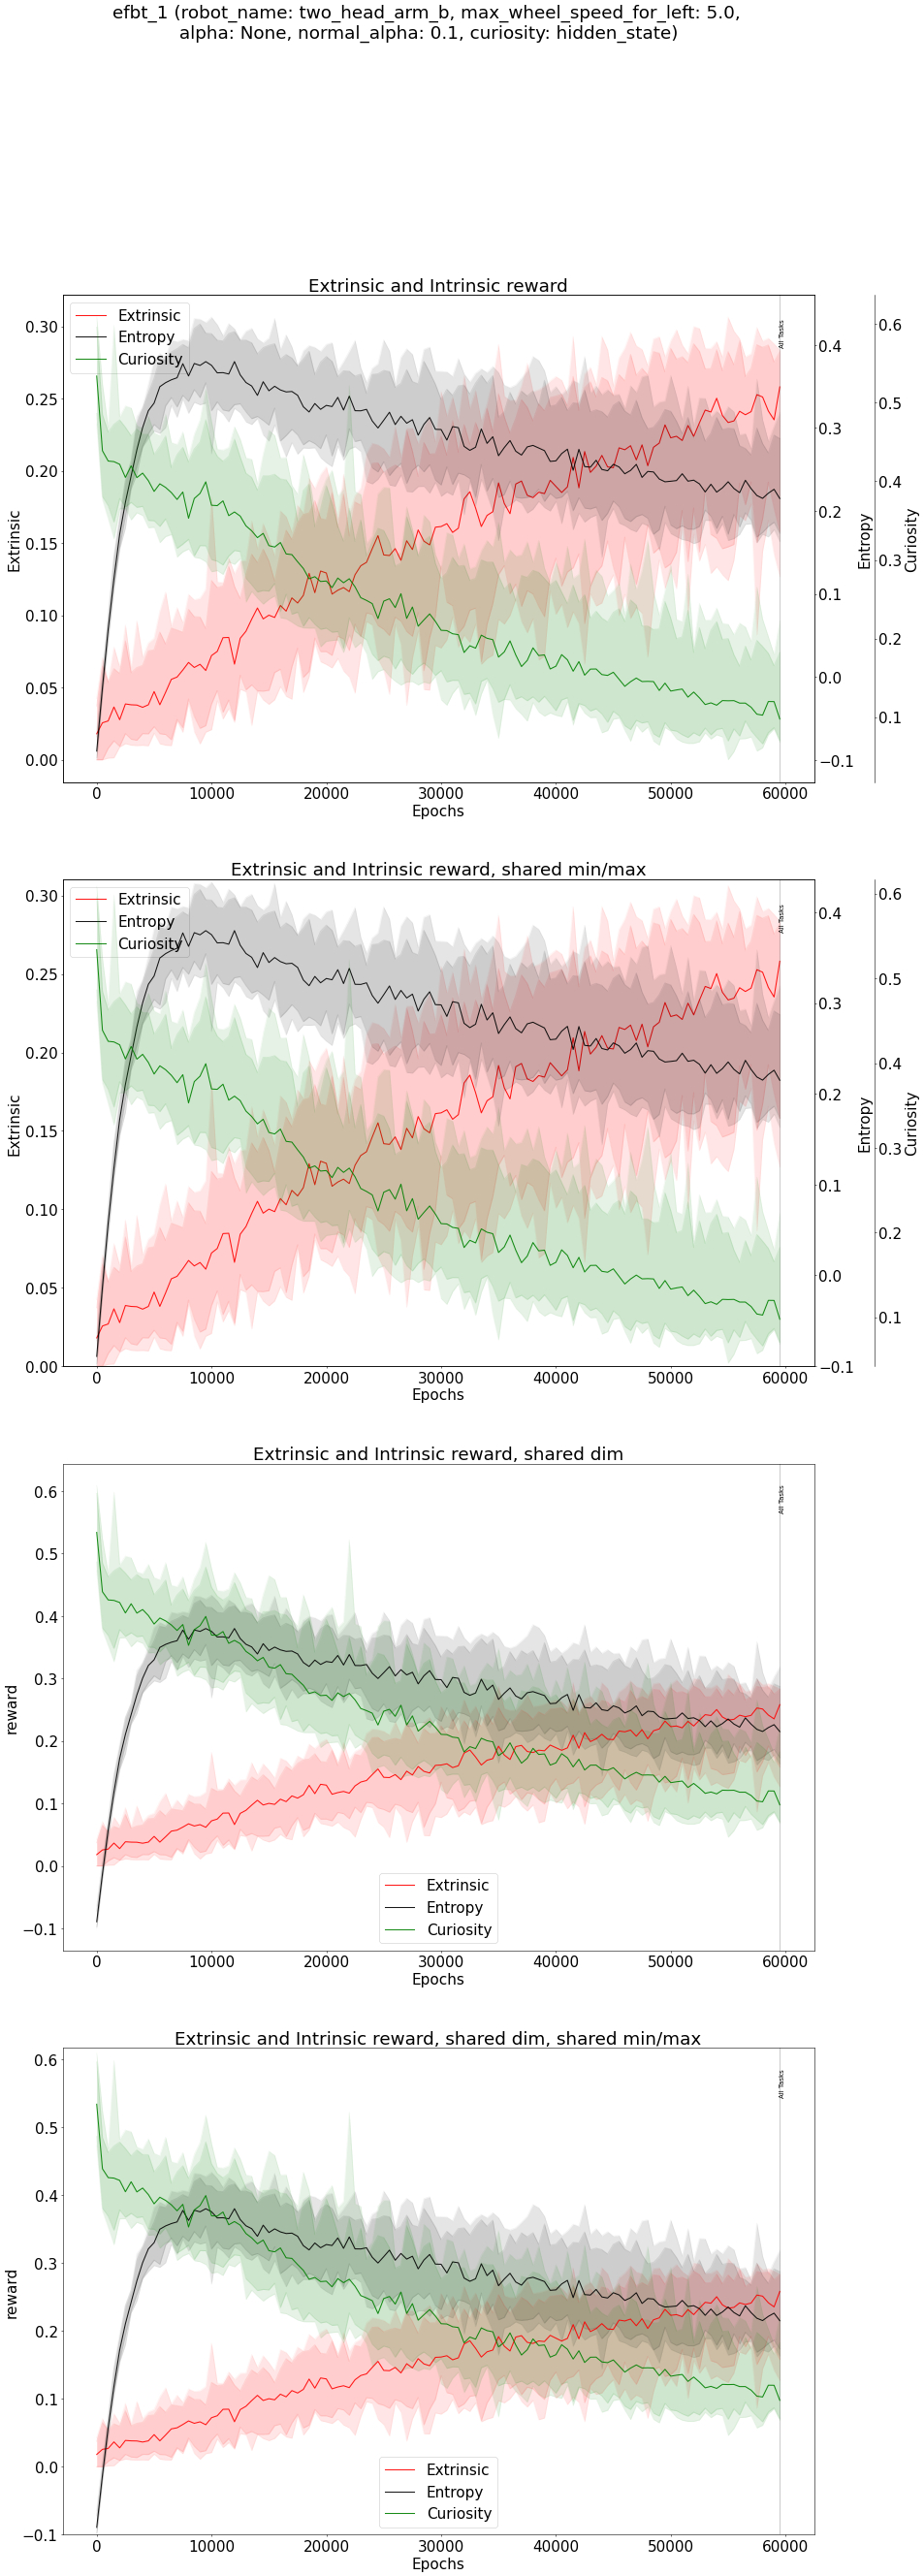 efbt_1 (robot_name: two_head_arm_b, max_wheel_speed_for_left: 5.0,
alpha: None, normal_alpha: 0.1, curiosity: hidden_state)
Extrinsic and Intrinsic reward
Extrinsic
Entropy
Curiosity
All Tasks
0.30
0.25
0.20
0.15
0.10
0.05
0.00
Extrinsic
0.4
0.3
0.2
0.1
0.0
−0.1
Entropy
0.6
0.5
0.4
0.3
0.2
0.1
Curiosity
0 10000 20000 30000 40000 50000 60000
Epochs
Extrinsic and Intrinsic reward, shared min/max
Extrinsic
Entropy
Curiosity
All Tasks
0.30
0.25
0.20
0.15
0.10
0.05
0.00
Extrinsic
0.4
0.3
0.2
0.1
0.0
−0.1
Entropy
0.6
0.5
0.4
0.3
0.2
0.1
Curiosity
0 10000 20000 30000 40000 50000 60000
Epochs
Extrinsic and Intrinsic reward, shared dim
All Tasks
0.6
0.5
0.4
0.3
0.2
0.1
0.0
−0.1
reward
Extrinsic
Entropy
Curiosity
0 10000 20000 30000 40000 50000 60000
Epochs
Extrinsic and Intrinsic reward, shared dim, shared min/max
All Tasks
0.6
0.5
0.4
0.3
0.2
0.1
0.0
−0.1
reward
Extrinsic
Entropy
Curiosity
0 10000 20000 30000 40000 50000 60000
Epochs